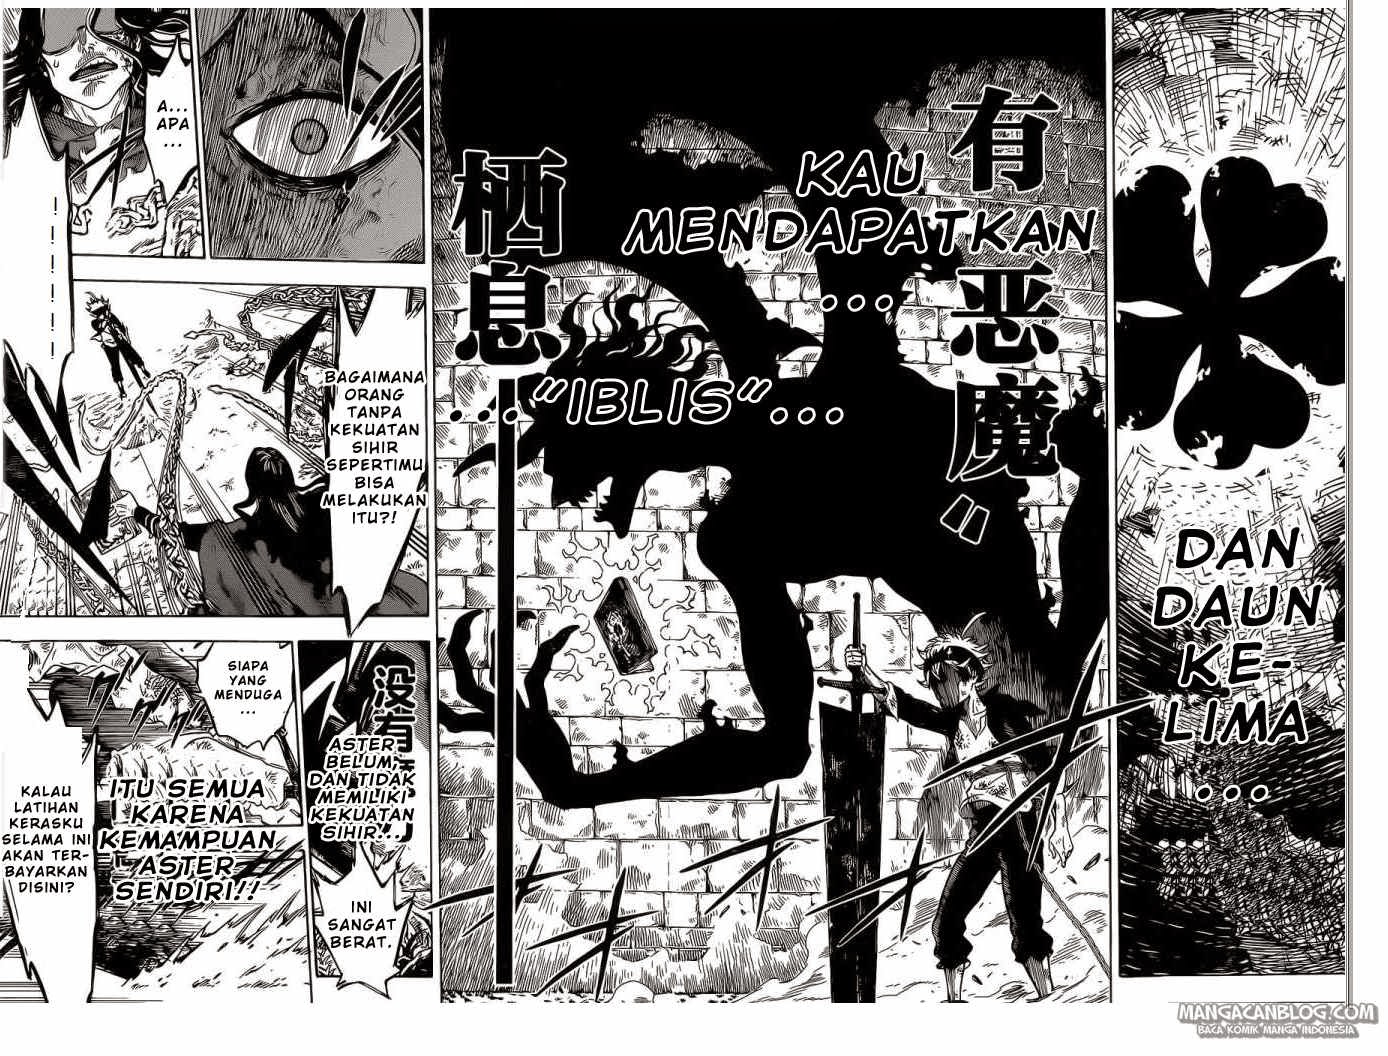 DAN
DAUN
KE-
LIMA
...
有恶魔"
栖息——
KAU
MENDAPATKAN
...
..."IBLIS"...
A...
APA
...
!
!
!
!
!
!
BAGAIMANA
ORANG
TANPA
KEKUATAN
SIHIR
SEPERTIMU
BISA
MELAKUKAN
ITU?!
没有
ASTER
BELUM,
DAN TIDAK
MEMILIKI
KEKUATAN
SIHIR...
INI
SANGAT
BERAT.
SIAPA
YANG
MENDUGA
...
ITU SEMUA
KARENA
KEMAMPUAN
ASTER
SENDIRI!!
KALAU
LATIHAN
KERASKU
SELAMA INI
AKAN TER-
BAYARKAN
DISINI?
MANGACANBLOG.COM
BACA KOMIK MANGA INDONESIA